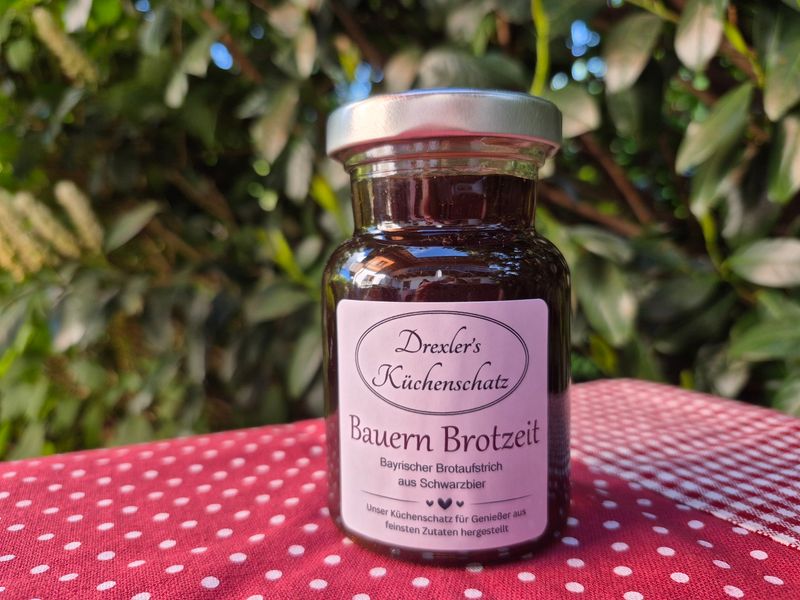 Drexler's
Küchenschatz
Bauern Brotzeit
Bayrischer Brotaufstrich
aus Schwarzbier
Unser Küchenschatz für Genießer aus
feinsten Zutaten hergestellt